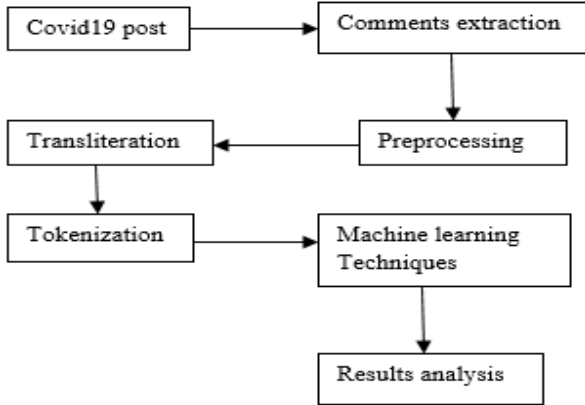 Covid19 post
Comments extraction
Preprocessing
Transliteration
Tokenization
Machine learning
Techniques
Results analysis